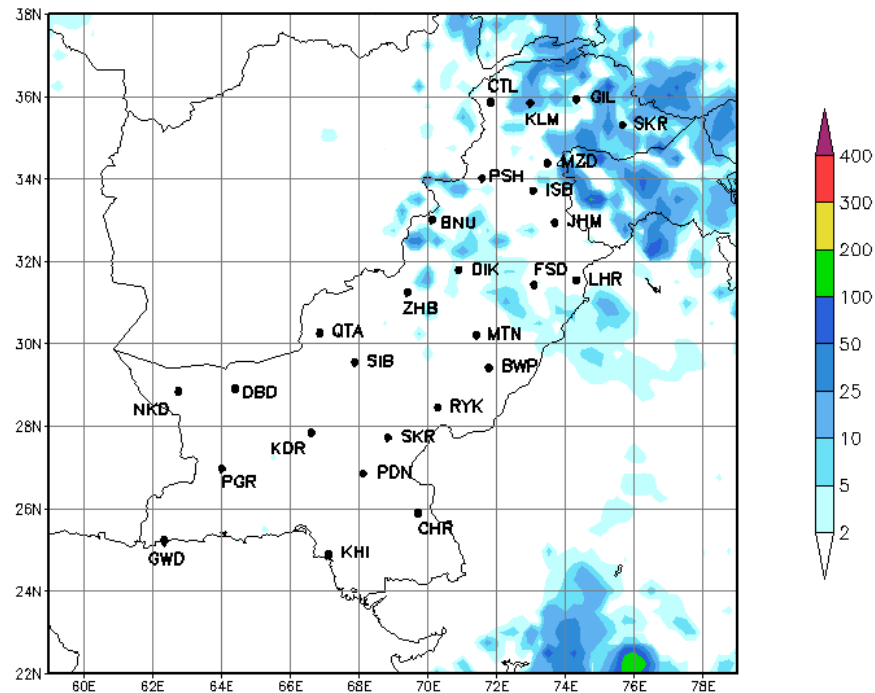 38N
36N
CTL
GIL
KLM
SKR
400
MZD
34N
PSH
ISB
300
BNU
JHM
200
32N
DIK
FSD
LHR
100
ZHB
30N
QTA
MTN
50
SIB
BWP
25
NKD
DBD
RYK
28N
KDR
SKR
10
PGR
PDN
5
26N
CHR
2
GWD
KHI
24N
22N
60E 62E 64E 66E 68E 70E 72E 74E 76E 78E